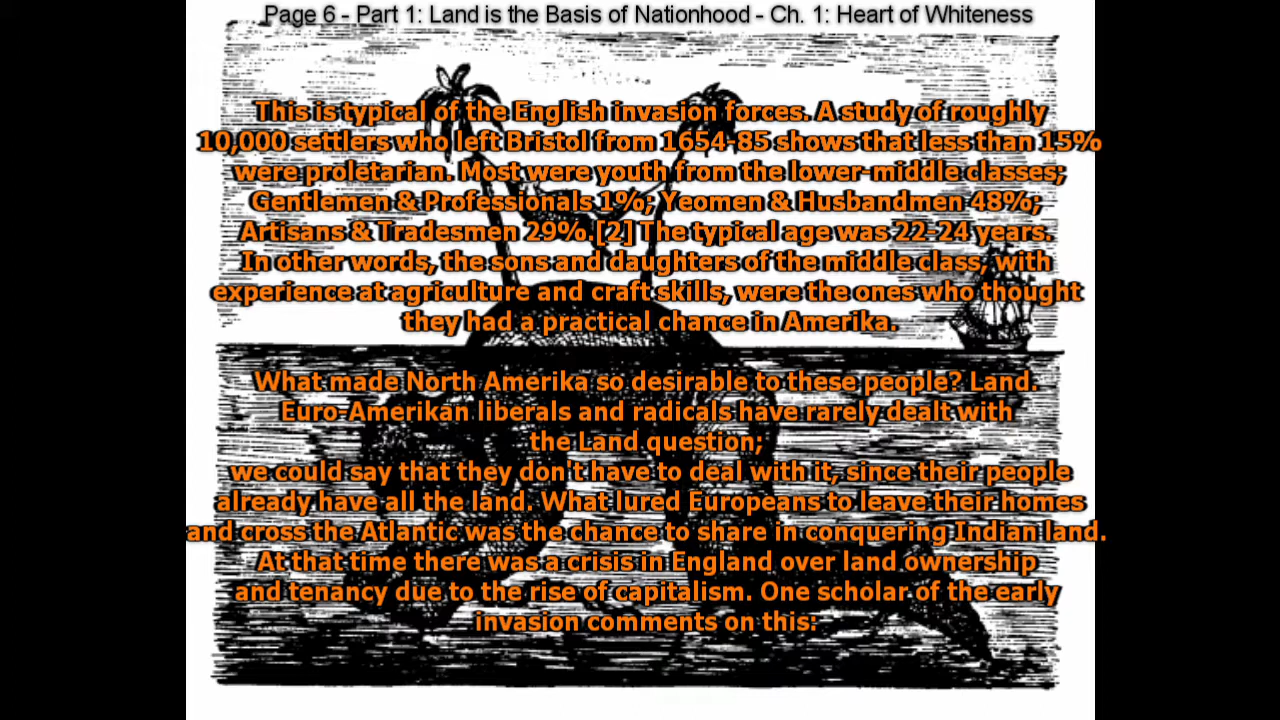 Page 6 - Part 1: Land is the Basis of Nationhood - Ch. 1: Heart of Whiteness
This is typical of the English invasion forces. A study of roughly
10,000 settlers who left Bristol from 1654-85 shows that less than 15%
were proletarian. Most were youth from the lower-middle classes;
Gentlemen & Professionals 1%; Yeomen & Husbandmen 48%;
Artisans & Tradesmen 29%.[2] The typical age was 22-24 years.
In other words, the sons and daughters of the middle class, with
experience at agriculture and craft skills, were the ones who thought
they had a practical chance in Amerika.
What made North Amerika so desirable to these people? Land.
Euro-Amerikan liberals and radicals have rarely dealt with
the Land question;
we could say that they don't have to deal with it, since their people
already have all the land. What lured Europeans to leave their homes
and cross the Atlantic was the chance to share in conquering Indian land.
At that time there was a crisis in England over land ownership
and tenancy due to the rise of capitalism. One scholar of the early
invasion comments on this: